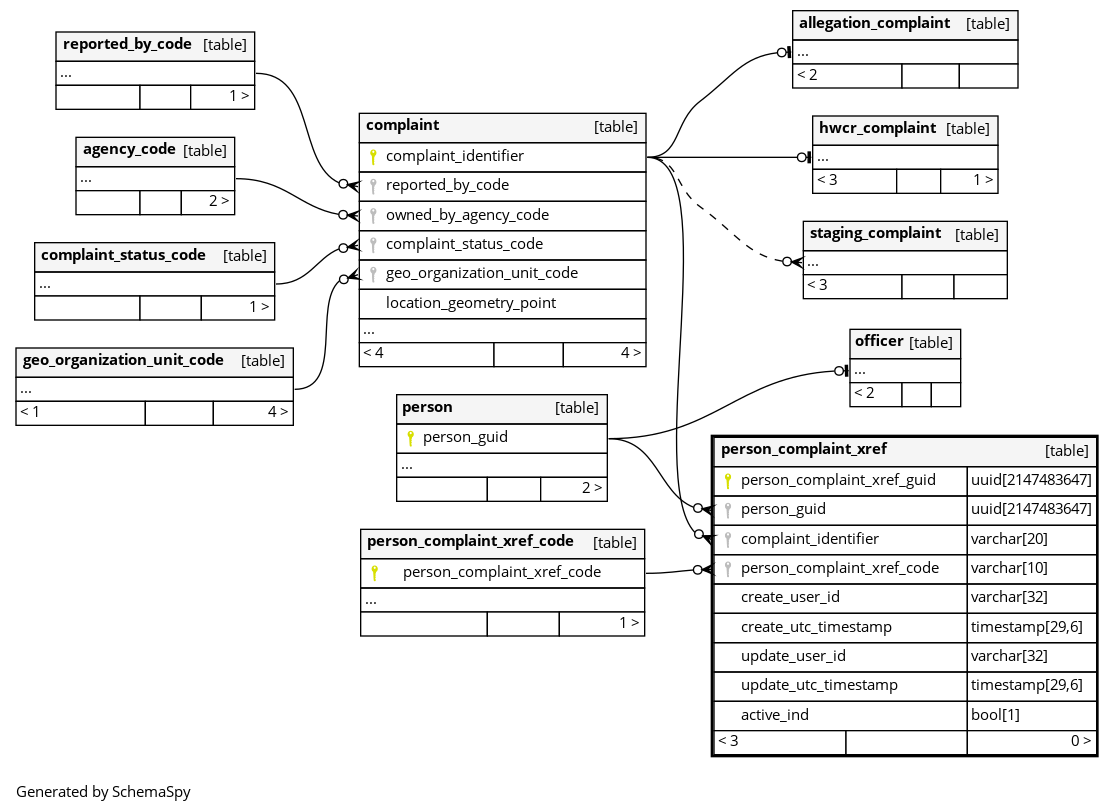 reported_by_code [table]
...
1 >
agency_code [table]
...
2 >
complaint_status_code [table]
...
1 >
geo_organization_unit_code [table]
...
< 1 4 >
complaint [table]
complaint_identifier
reported_by_code
owned_by_agency_code
complaint_status_code
geo_organization_unit_code
location_geometry_point
...
< 4 4 >
person [table]
person_guid
...
2 >
person_complaint_xref_code [table]
person_complaint_xref_code
...
1 >
allegation_complaint [table]
...
< 2
hwcr_complaint [table]
...
< 3 1 >
staging_complaint [table]
...
< 3
officer [table]
...
< 2
person_complaint_xref [table]
person_complaint_xref_guid uuid[2147483647]
person_guid uuid[2147483647]
complaint_identifier varchar[20]
person_complaint_xref_code varchar[10]
create_user_id varchar[32]
create_utc_timestamp timestamp[29,6]
update_user_id varchar[32]
update_utc_timestamp timestamp[29,6]
active_ind bool[1]
< 3 0 >
Generated by SchemaSpy